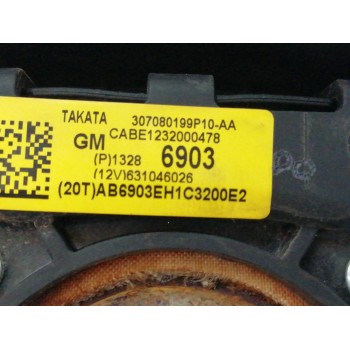 TAKATA 307080199P10-AA
CABE1232000478
GM
(P)1328 6903
(12V)631046026
(20T)AB6903EH1C3200E2